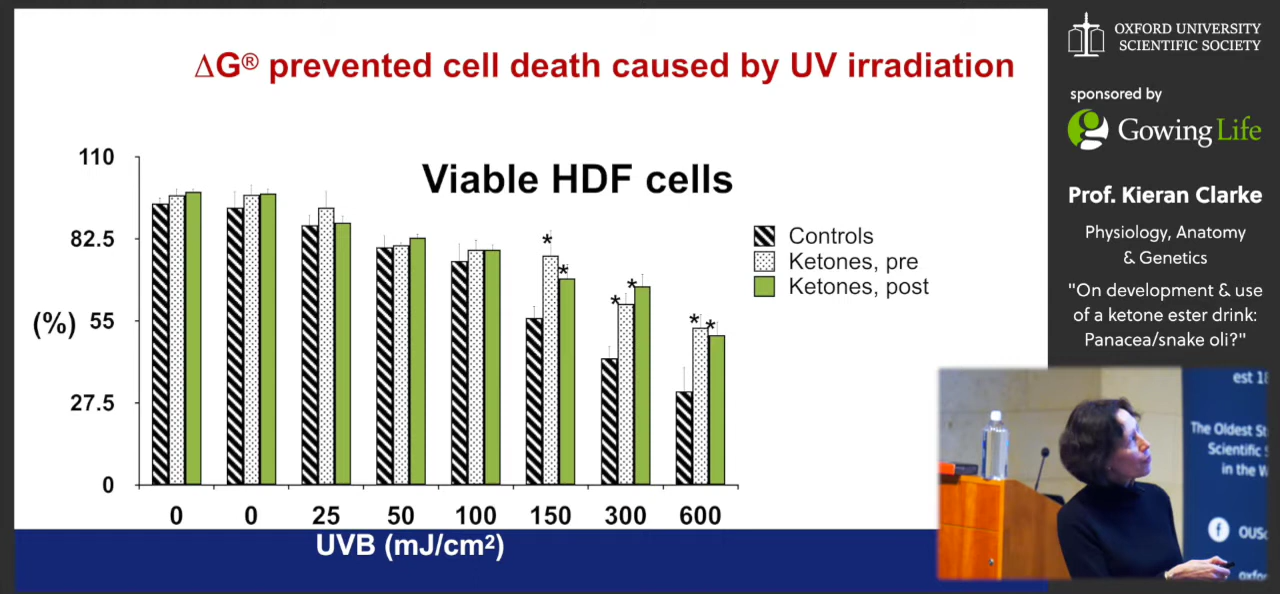 ΔG® prevented cell death caused by UV irradiation
Viable HDF cells
110
82.5
55
27.5
0
(%)
Controls
Ketones, pre
Ketones, post
* * * * * *
0 0 25 50 100 150 300 600
UVB (mJ/cm²)
OXFORD UNIVERSITY
SCIENTIFIC SOCIETY
sponsored by
Gowing Life
Prof. Kieran Clarke
Physiology, Anatomy
& Genetics
"On development & use
of a ketone ester drink:
Panacea/snake oli?"
est 18
The Oldest St
Scientific S
in the W
f OUSc
oxfo